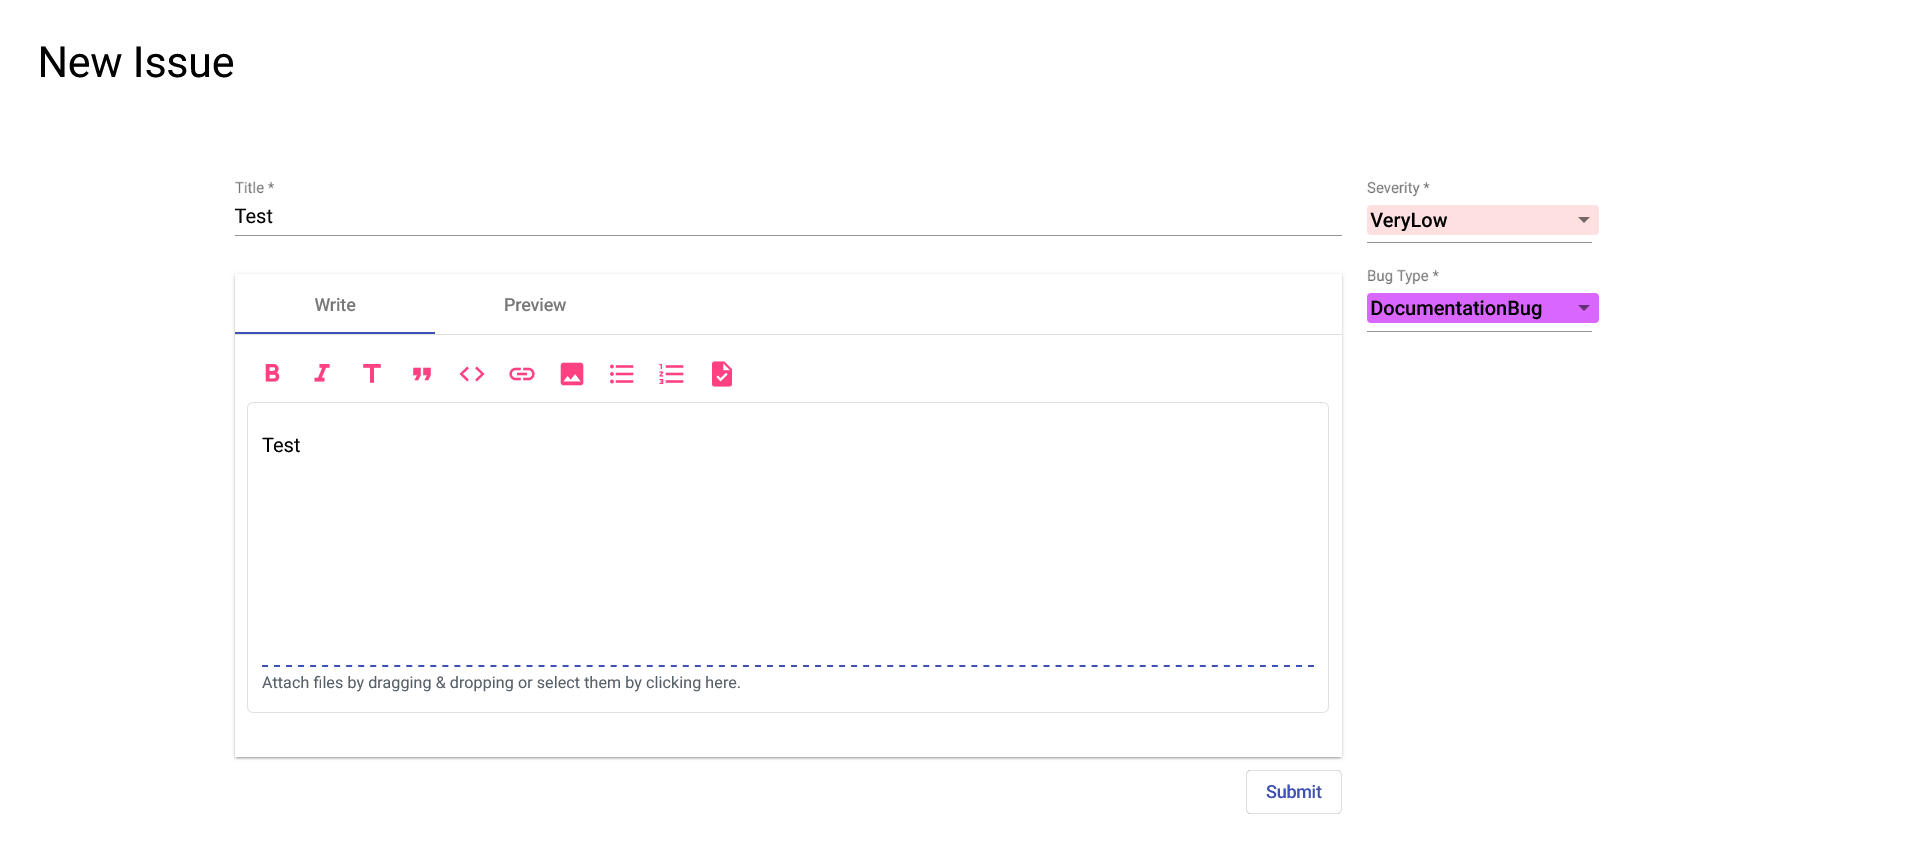 New Issue
Title *
Test
Severity *
VeryLow
Bug Type *
DocumentationBug
Write
Preview
Test
Attach files by dragging & dropping or select them by clicking here.
Submit